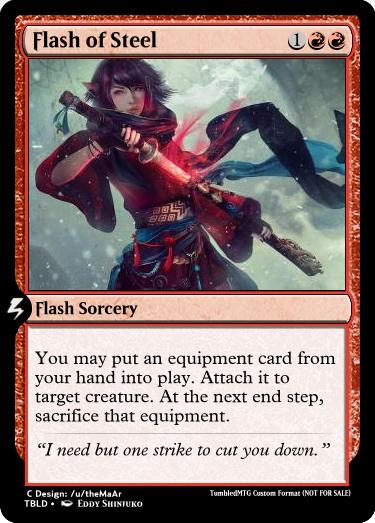 Flash of Steel 1
Flash Sorcery
You may put an equipment card from
your hand into play. Attach it to
target creature. At the next end step,
sacrifice that equipment.
“I need but one strike to cut you down.”
C Design: /u/theMaAr
TumbledMTG Custom Format (NOT FOR SALE)
TBLD • Eddy Shinjuko